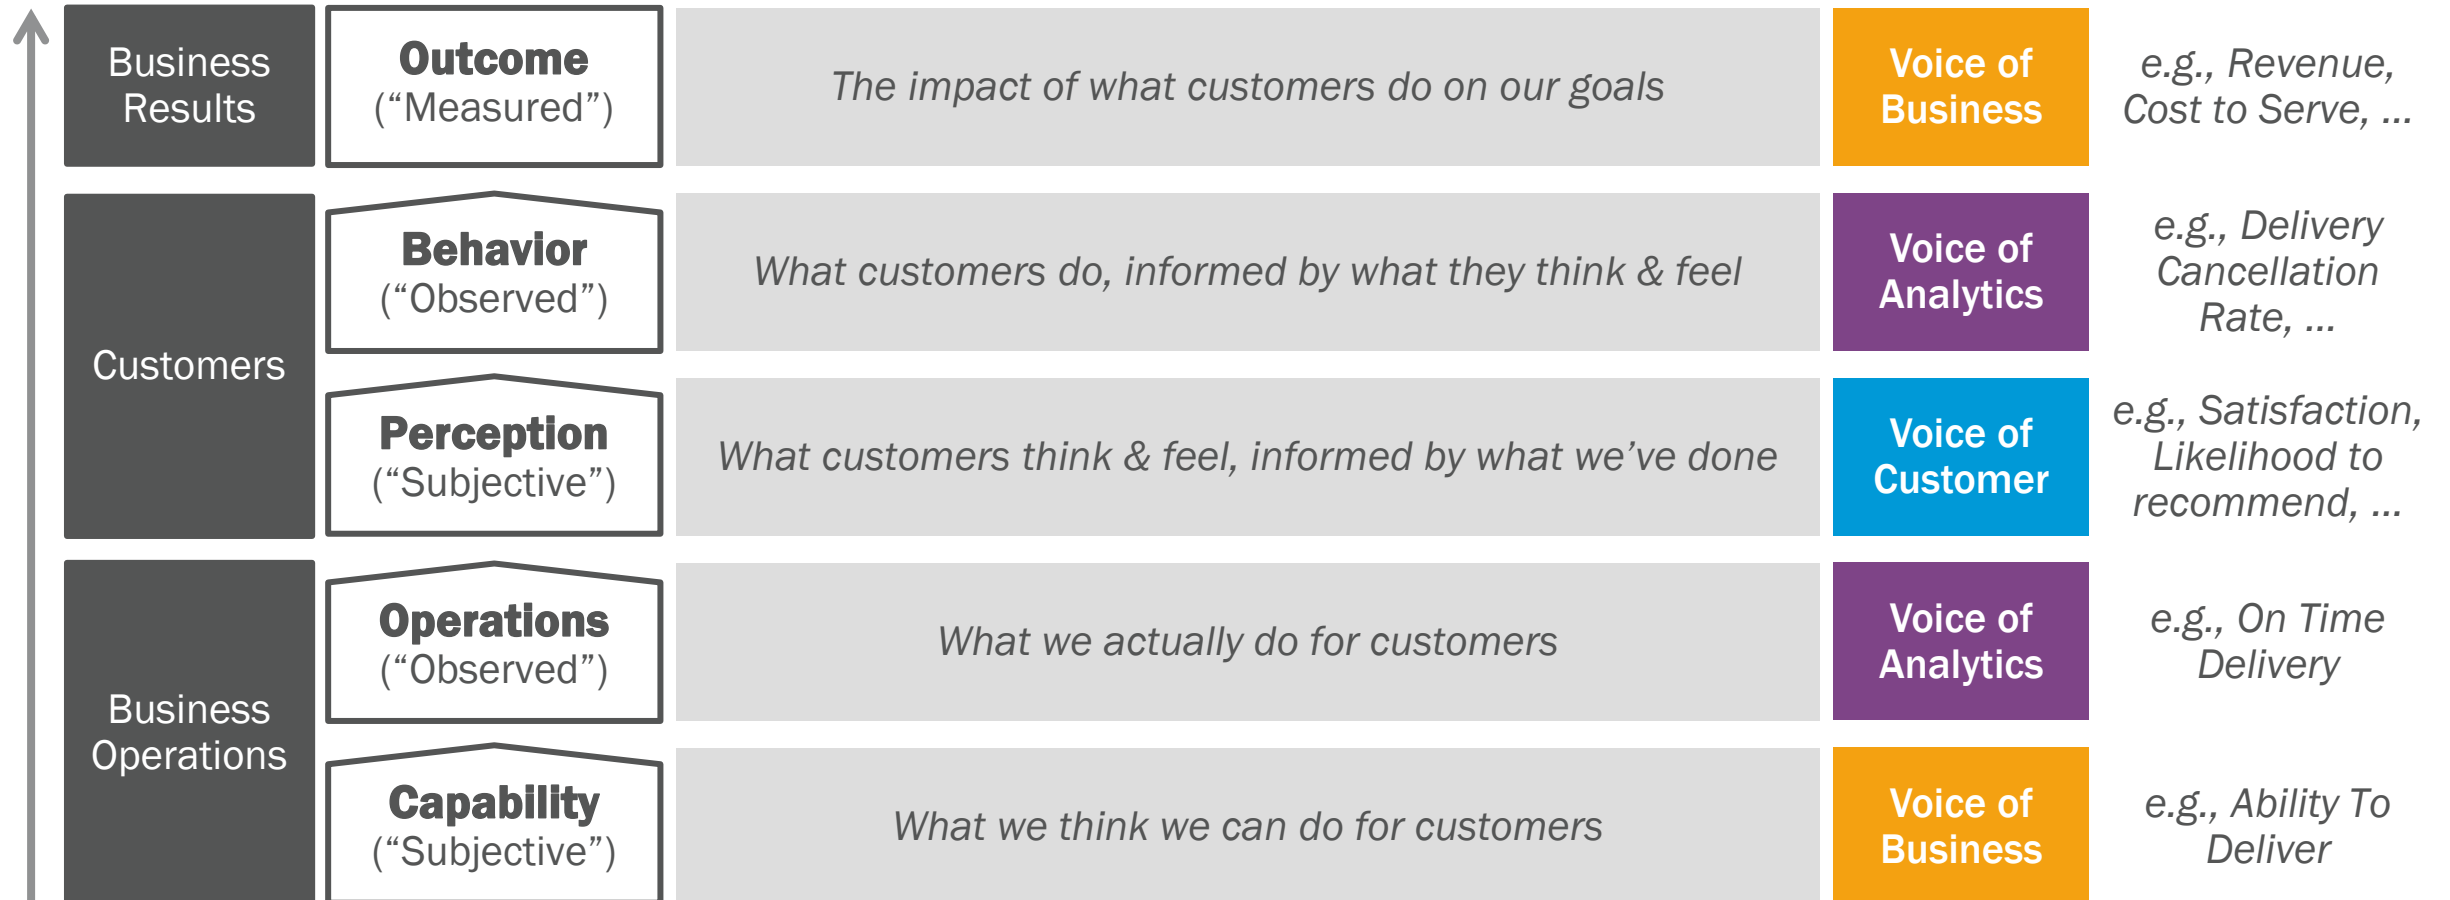 Business
Results
Outcome
(“Measured”)
The impact of what customers do on our goals
Voice of
Business
e.g., Revenue,
Cost to Serve, ...
Customers
Behavior
(“Observed”)
What customers do, informed by what they think & feel
Voice of
Analytics
e.g., Delivery
Cancellation
Rate, ...
Perception
(“Subjective”)
What customers think & feel, informed by what we’ve done
Voice of
Customer
e.g., Satisfaction,
Likelihood to
recommend, ...
Business
Operations
Operations
(“Observed”)
What we actually do for customers
Voice of
Analytics
e.g., On Time
Delivery
Capability
(“Subjective”)
What we think we can do for customers
Voice of
Business
e.g., Ability To
Deliver